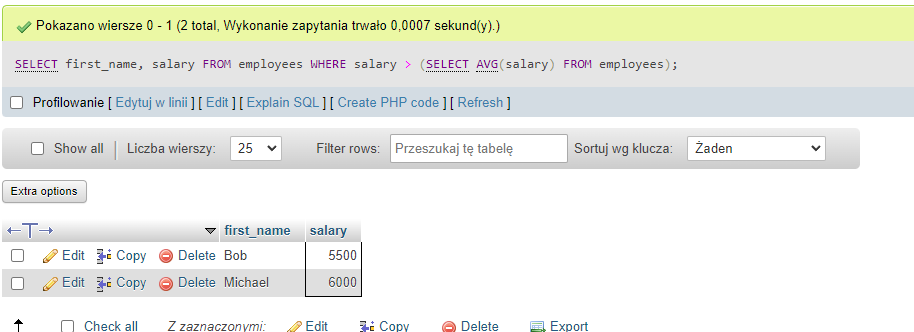 Pokazano wiersze 0 - 1 (2 total, Wykonanie zapytania trwało 0,0007 sekund(y).)
SELECT first_name, salary FROM employees WHERE salary > (SELECT AVG(salary) FROM employees);
Profilowanie [ Edytuj w linii ] [ Edit ] [ Explain SQL ] [ Create PHP code ] [ Refresh ]
Show all Liczba wierszy: 25 Filter rows: Przeszukaj tę tabelę Sortuj wg klucza: Żaden
Extra options
←T→ first_name salary
Edit Copy Delete Bob 5500
Edit Copy Delete Michael 6000
Check all Z zaznaczonymi: Edit Copy Delete Export